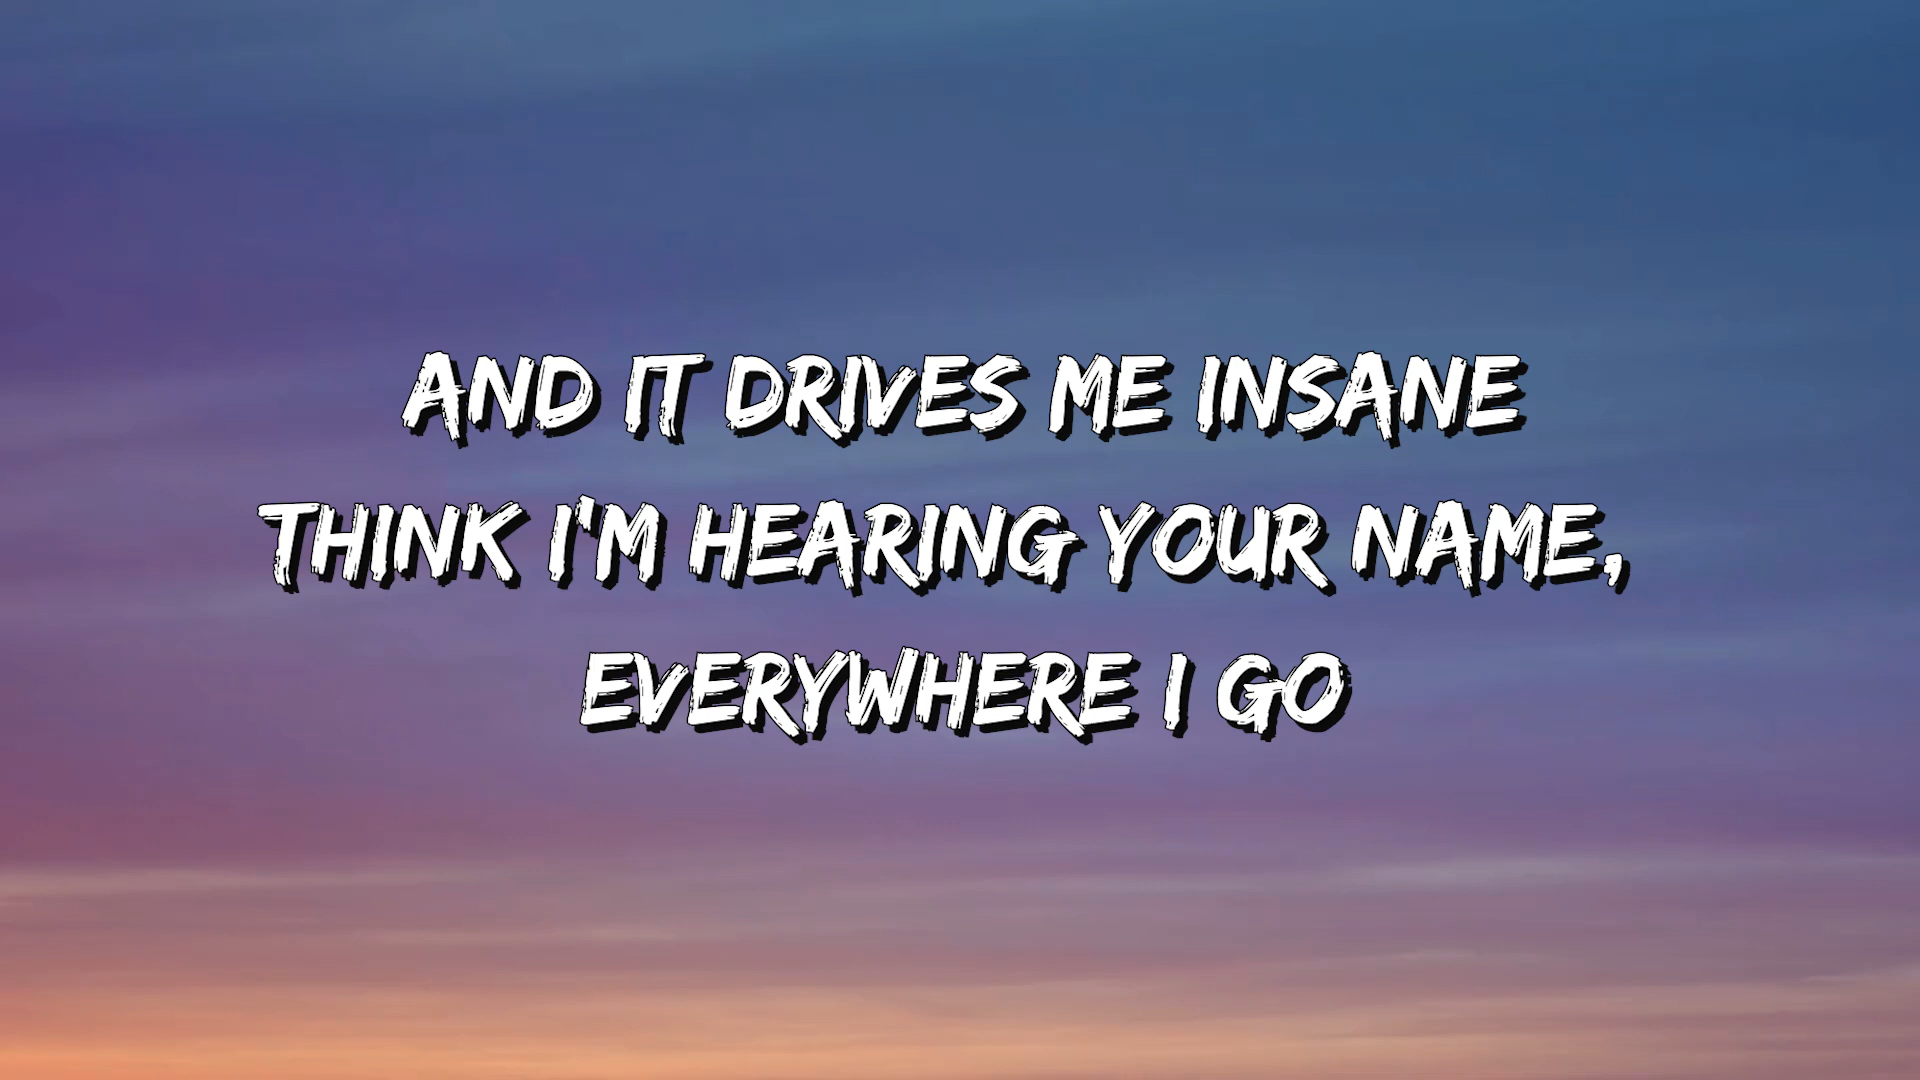 AND IT DRIVES ME INSANE
THINK I'M HEARING YOUR NAME,
EVERYWHERE I GO